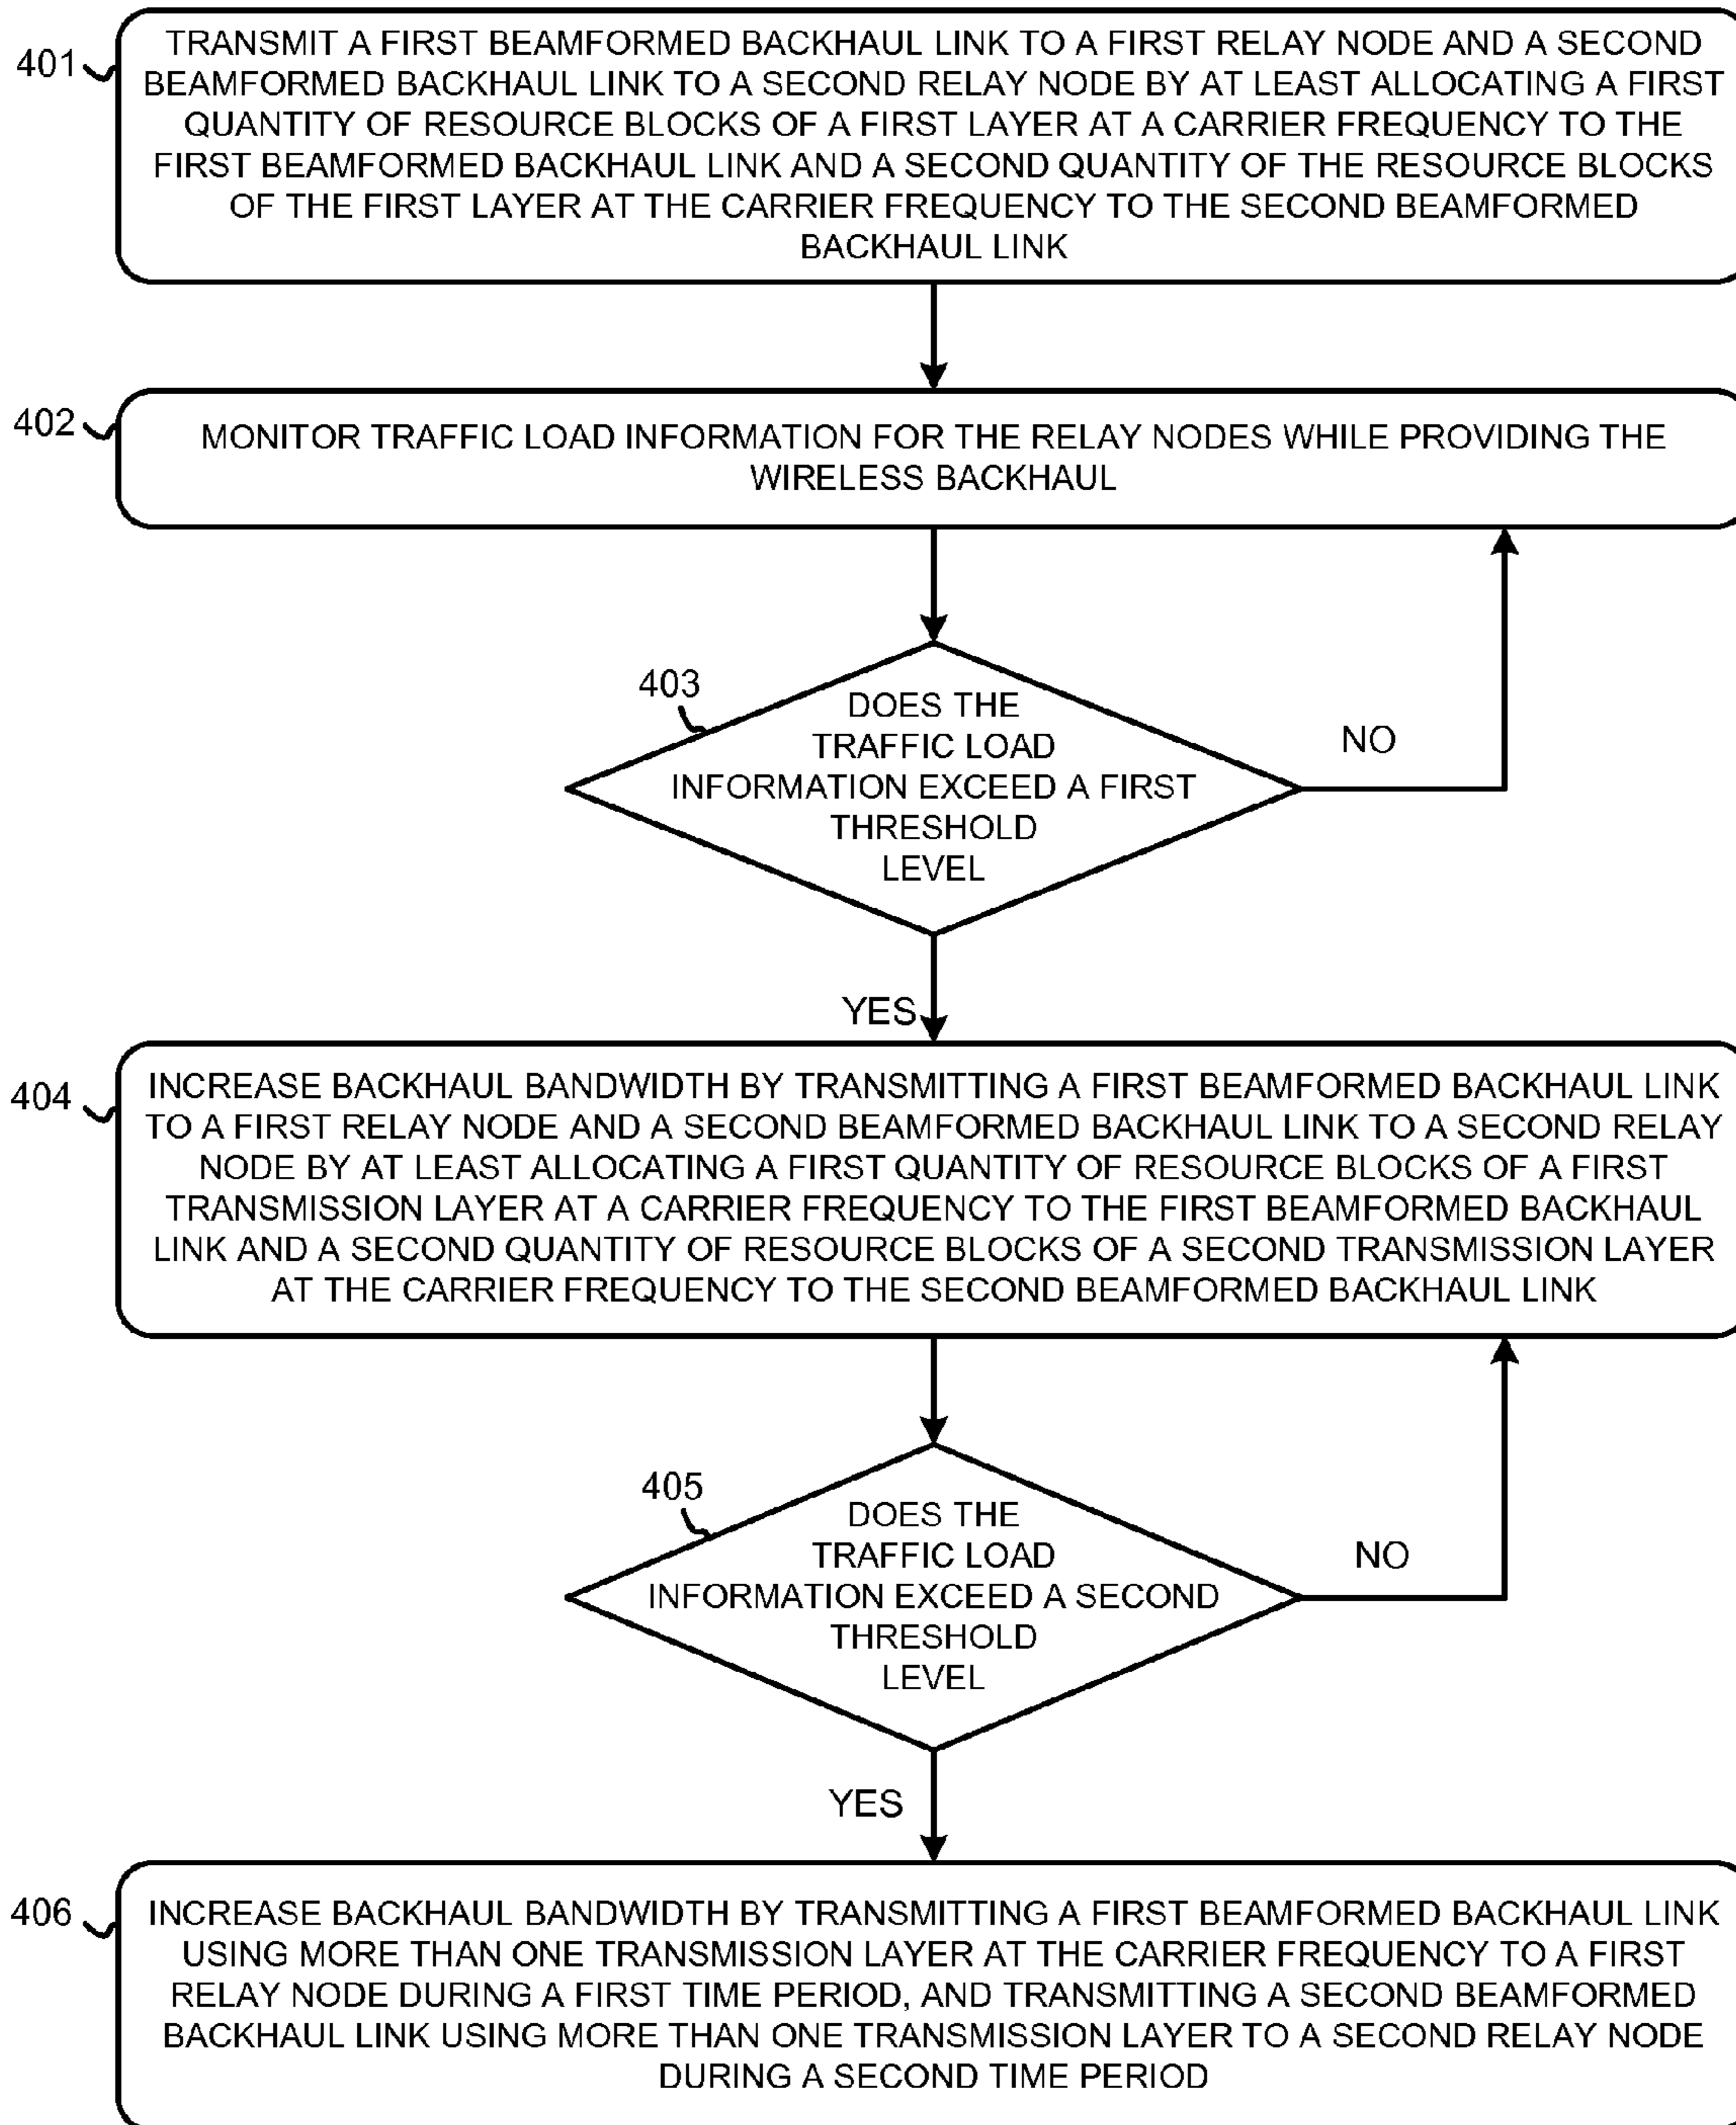 401
TRANSMIT A FIRST BEAMFORMED BACKHAUL LINK TO A FIRST RELAY NODE AND A SECOND
BEAMFORMED BACKHAUL LINK TO A SECOND RELAY NODE BY AT LEAST ALLOCATING A FIRST
QUANTITY OF RESOURCE BLOCKS OF A FIRST LAYER AT A CARRIER FREQUENCY TO THE
FIRST BEAMFORMED BACKHAUL LINK AND A SECOND QUANTITY OF THE RESOURCE BLOCKS
OF THE FIRST LAYER AT THE CARRIER FREQUENCY TO THE SECOND BEAMFORMED
BACKHAUL LINK
402
MONITOR TRAFFIC LOAD INFORMATION FOR THE RELAY NODES WHILE PROVIDING THE
WIRELESS BACKHAUL
403
DOES THE
TRAFFIC LOAD
INFORMATION EXCEED A FIRST
THRESHOLD
LEVEL
NO
YES
404
INCREASE BACKHAUL BANDWIDTH BY TRANSMITTING A FIRST BEAMFORMED BACKHAUL LINK
TO A FIRST RELAY NODE AND A SECOND BEAMFORMED BACKHAUL LINK TO A SECOND RELAY
NODE BY AT LEAST ALLOCATING A FIRST QUANTITY OF RESOURCE BLOCKS OF A FIRST
TRANSMISSION LAYER AT A CARRIER FREQUENCY TO THE FIRST BEAMFORMED BACKHAUL
LINK AND A SECOND QUANTITY OF RESOURCE BLOCKS OF A SECOND TRANSMISSION LAYER
AT THE CARRIER FREQUENCY TO THE SECOND BEAMFORMED BACKHAUL LINK
405
DOES THE
TRAFFIC LOAD
INFORMATION EXCEED A SECOND
THRESHOLD
LEVEL
NO
YES
406
INCREASE BACKHAUL BANDWIDTH BY TRANSMITTING A FIRST BEAMFORMED BACKHAUL LINK
USING MORE THAN ONE TRANSMISSION LAYER AT THE CARRIER FREQUENCY TO A FIRST
RELAY NODE DURING A FIRST TIME PERIOD, AND TRANSMITTING A SECOND BEAMFORMED
BACKHAUL LINK USING MORE THAN ONE TRANSMISSION LAYER TO A SECOND RELAY NODE
DURING A SECOND TIME PERIOD